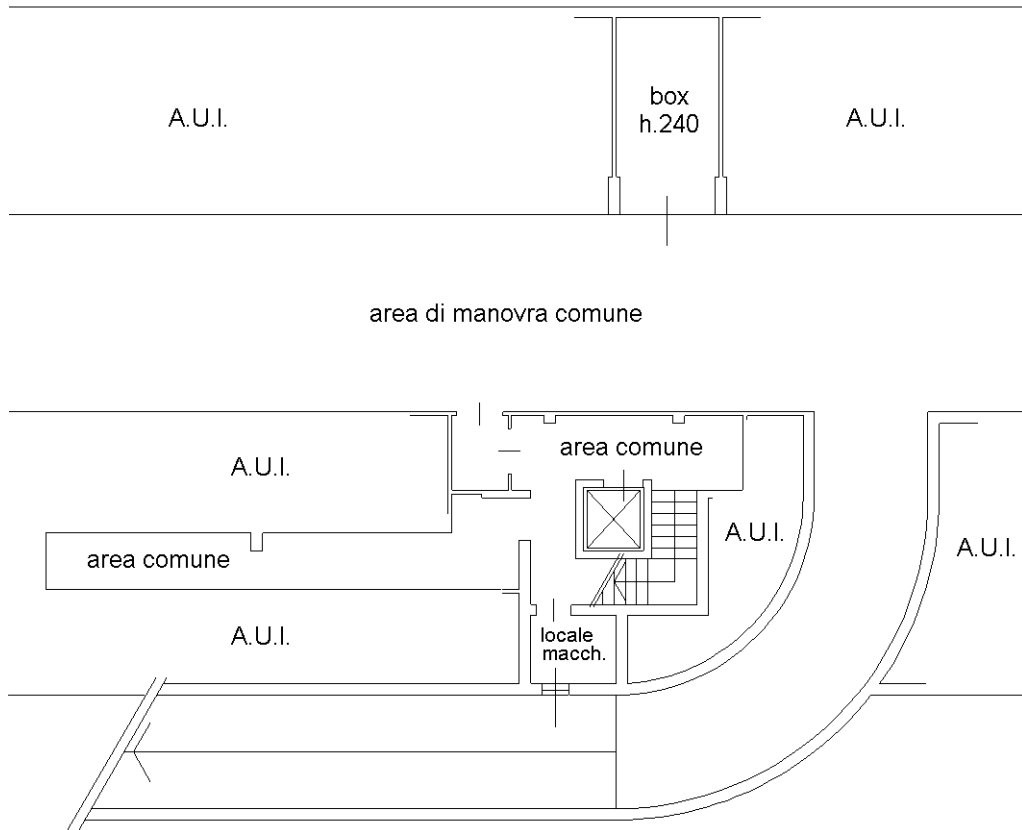 A.U.I.
box
h.240
A.U.I.
area di manovra comune
area comune
A.U.I.
A.U.I.
A.U.I.
area comune
A.U.I.
locale
macch.